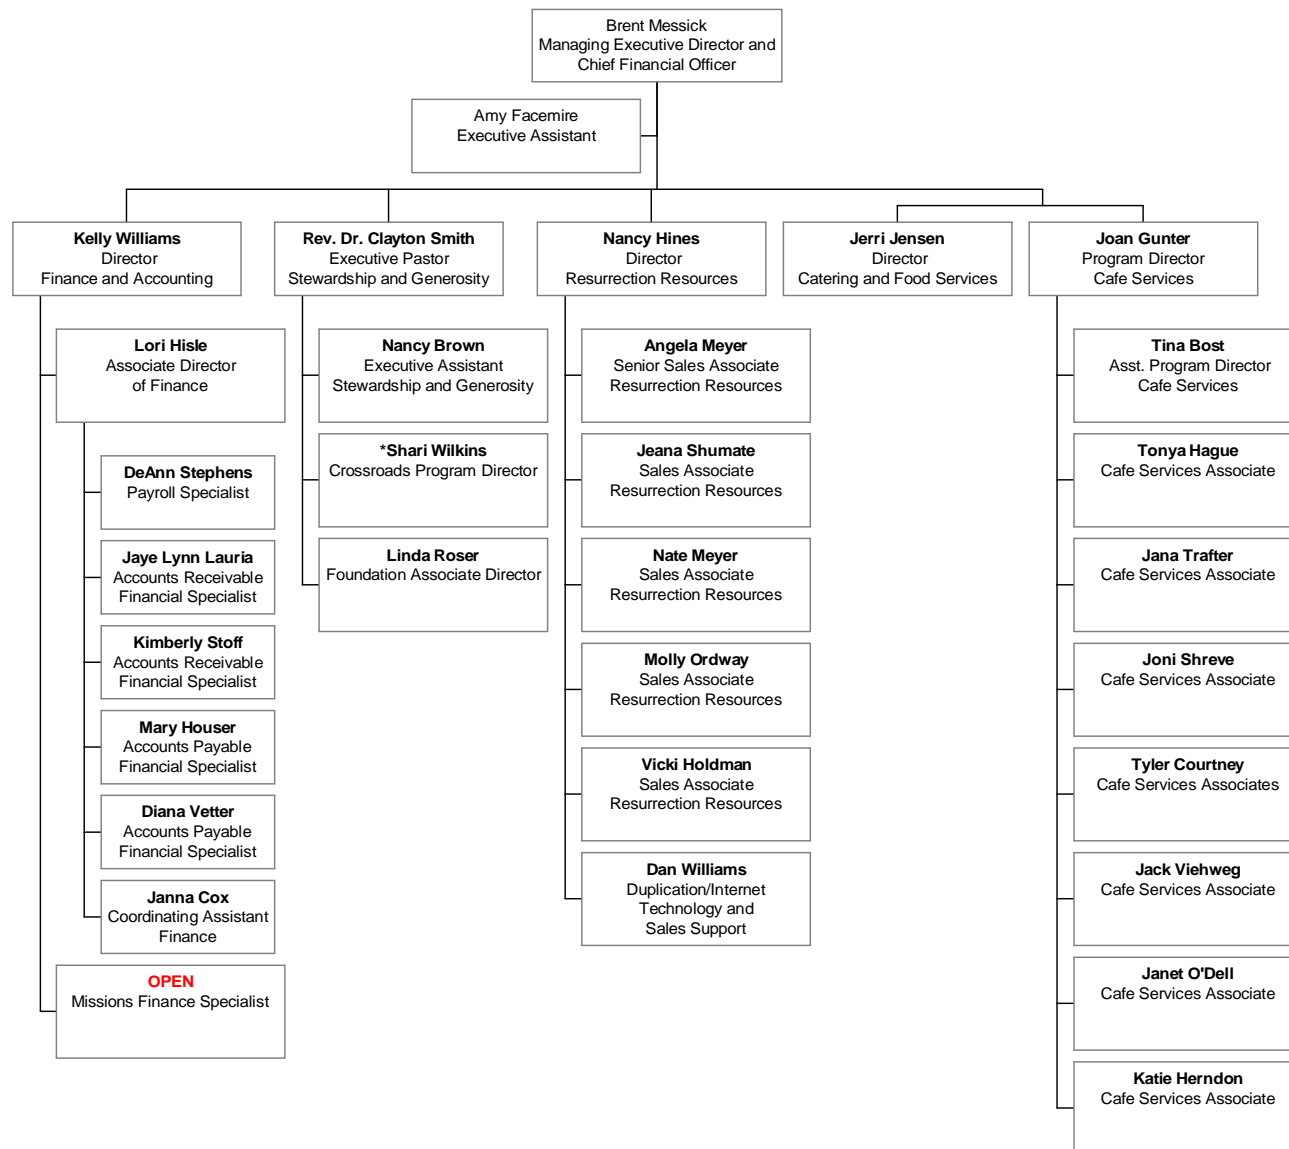 Brent Messick
Managing Executive Director and
Chief Financial Officer
Amy Facemire
Executive Assistant
Kelly Williams
Director
Finance and Accounting
Rev. Dr. Clayton Smith
Executive Pastor
Stewardship and Generosity
Nancy Hines
Director
Resurrection Resources
Jerri Jensen
Director
Catering and Food Services
Joan Gunter
Program Director
Cafe Services
Lori Hisle
Associate Director
of Finance
DeAnn Stephens
Payroll Specialist
Jaye Lynn Lauria
Accounts Receivable
Financial Specialist
Kimberly Stoff
Accounts Receivable
Financial Specialist
Mary Houser
Accounts Payable
Financial Specialist
Diana Vetter
Accounts Payable
Financial Specialist
Janna Cox
Coordinating Assistant
Finance
OPEN
Missions Finance Specialist
Nancy Brown
Executive Assistant
Stewardship and Generosity
*Shari Wilkins
Crossroads Program Director
Linda Roser
Foundation Associate Director
Angela Meyer
Senior Sales Associate
Resurrection Resources
Jeana Shumate
Sales Associate
Resurrection Resources
Nate Meyer
Sales Associate
Resurrection Resources
Molly Ordway
Sales Associate
Resurrection Resources
Vicki Holdman
Sales Associate
Resurrection Resources
Dan Williams
Duplication/Internet
Technology and
Sales Support
Tina Bost
Asst. Program Director
Cafe Services
Tonya Hague
Cafe Services Associate
Jana Trafter
Cafe Services Associate
Joni Shreve
Cafe Services Associate
Tyler Courtney
Cafe Services Associates
Jack Viehweg
Cafe Services Associate
Janet O'Dell
Cafe Services Associate
Katie Herndon
Cafe Services Associate